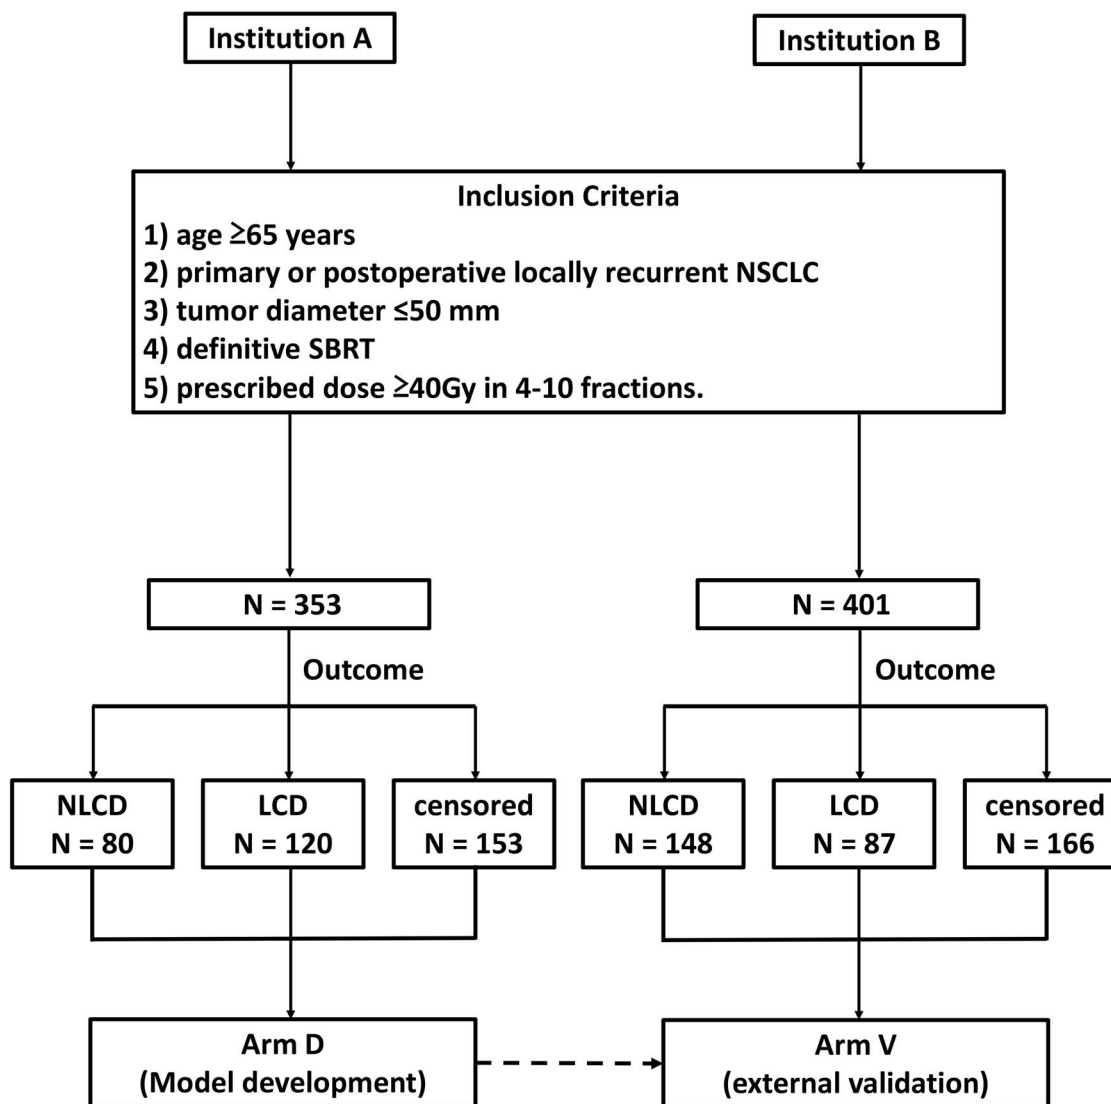 Institution A
Institution B
Inclusion Criteria
1) age ≥65 years
2) primary or postoperative locally recurrent NSCLC
3) tumor diameter ≤50 mm
4) definitive SBRT
5) prescribed dose ≥40Gy in 4-10 fractions.
N = 353
N = 401
Outcome
Outcome
NLCD
N = 80
LCD
N = 120
censored
N = 153
NLCD
N = 148
LCD
N = 87
censored
N = 166
Arm D
(Model development)
Arm V
(external validation)